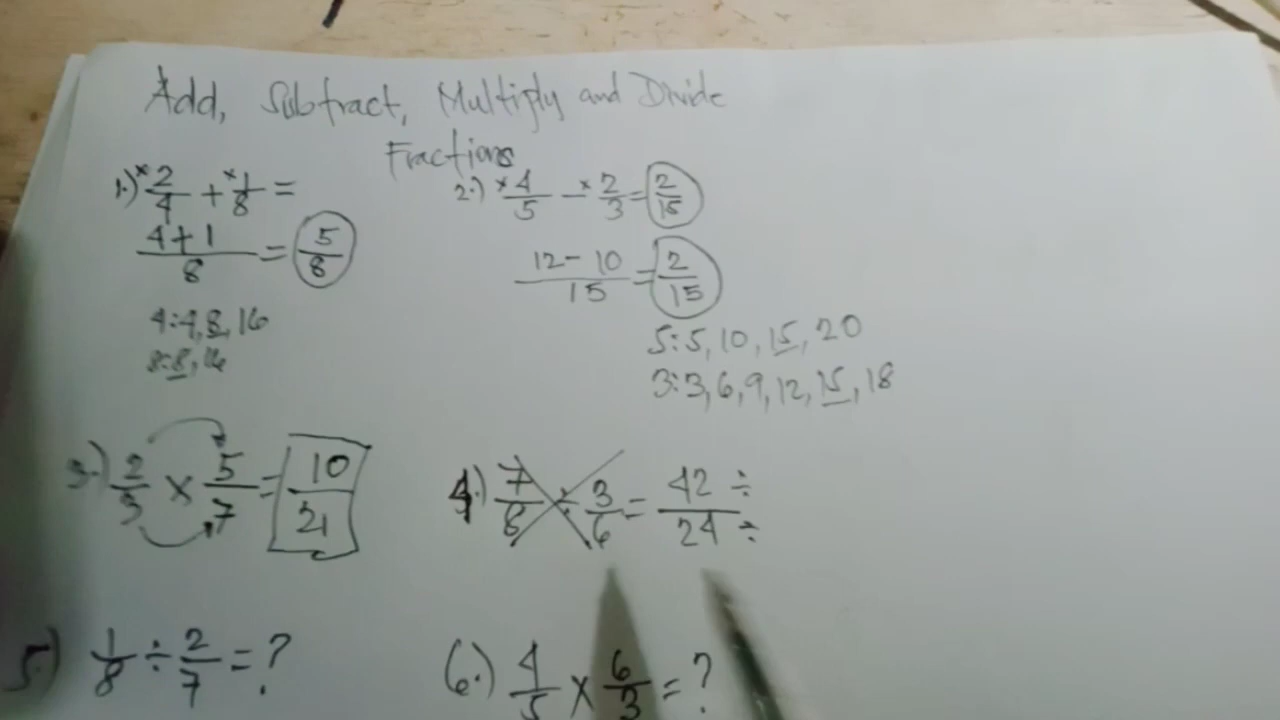 Add, Subtract, Multiply and Divide
Fractions
1.) × 2/4 + × 1/8 =
4+1/8 = 5/8
4:4,8,16
8:8,16
2.) × 4/5 − × 2/3 = 2/15
12−10/15 = 2/15
5:5,10,15,20
3:3,6,9,12,15,18
3.) 2/3 × 5/7 = 10/21
4.) 7/8 ÷ 3/6 = 42 ÷/24 ÷
5.) 1/8 ÷ 2/7 = ?
6.) 4/5 × 6/3 = ?